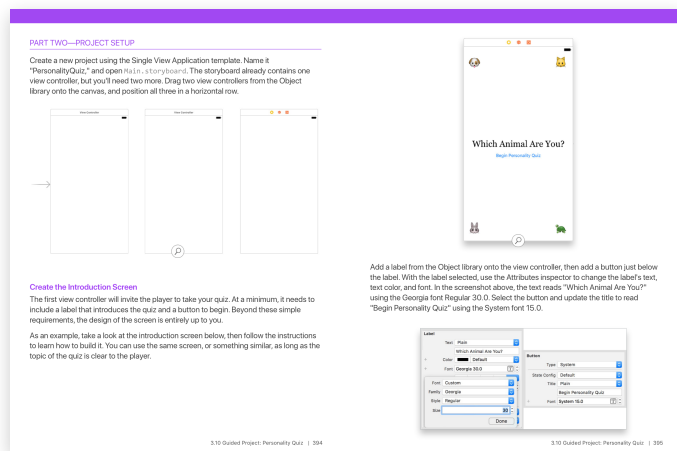 PART TWO—PROJECT SETUP
Create a new project using the Single View Application template. Name it
"PersonalityQuiz," and open Main.storyboard. The storyboard already contains one
view controller, but you'll need two more. Drag two view controllers from the Object
library onto the canvas, and position all three in a horizontal row.
View Controller
View Controller
Create the Introduction Screen
The first view controller will invite the player to take your quiz. At a minimum, it needs to
include a label that introduces the quiz and a button to begin. Beyond these simple
requirements, the design of the screen is entirely up to you.
As an example, take a look at the introduction screen below, then follow the instructions
to learn how to build it. You can use the same screen, or something similar, as long as the
topic of the quiz is clear to the player.
3.10 Guided Project: Personality Quiz | 394
Which Animal Are You?
Begin Personality Quiz
Add a label from the Object library onto the view controller, then add a button just below
the label. With the label selected, use the Attributes inspector to change the label's text,
text color, and font. In the screenshot above, the text reads "Which Animal Are You?"
using the Georgia font Regular 30.0. Select the button and update the title to read
"Begin Personality Quiz" using the System font 15.0.
Label
Text Plain
Which Animal Are You?
Color Default
Font Georgia 30.0
Font Custom
Family Georgia
Style Regular
Size 30
Done
Button
Type System
State Config Default
Title Plain
Begin Personality Quiz
Font System 15.0
3.10 Guided Project: Personality Quiz | 395